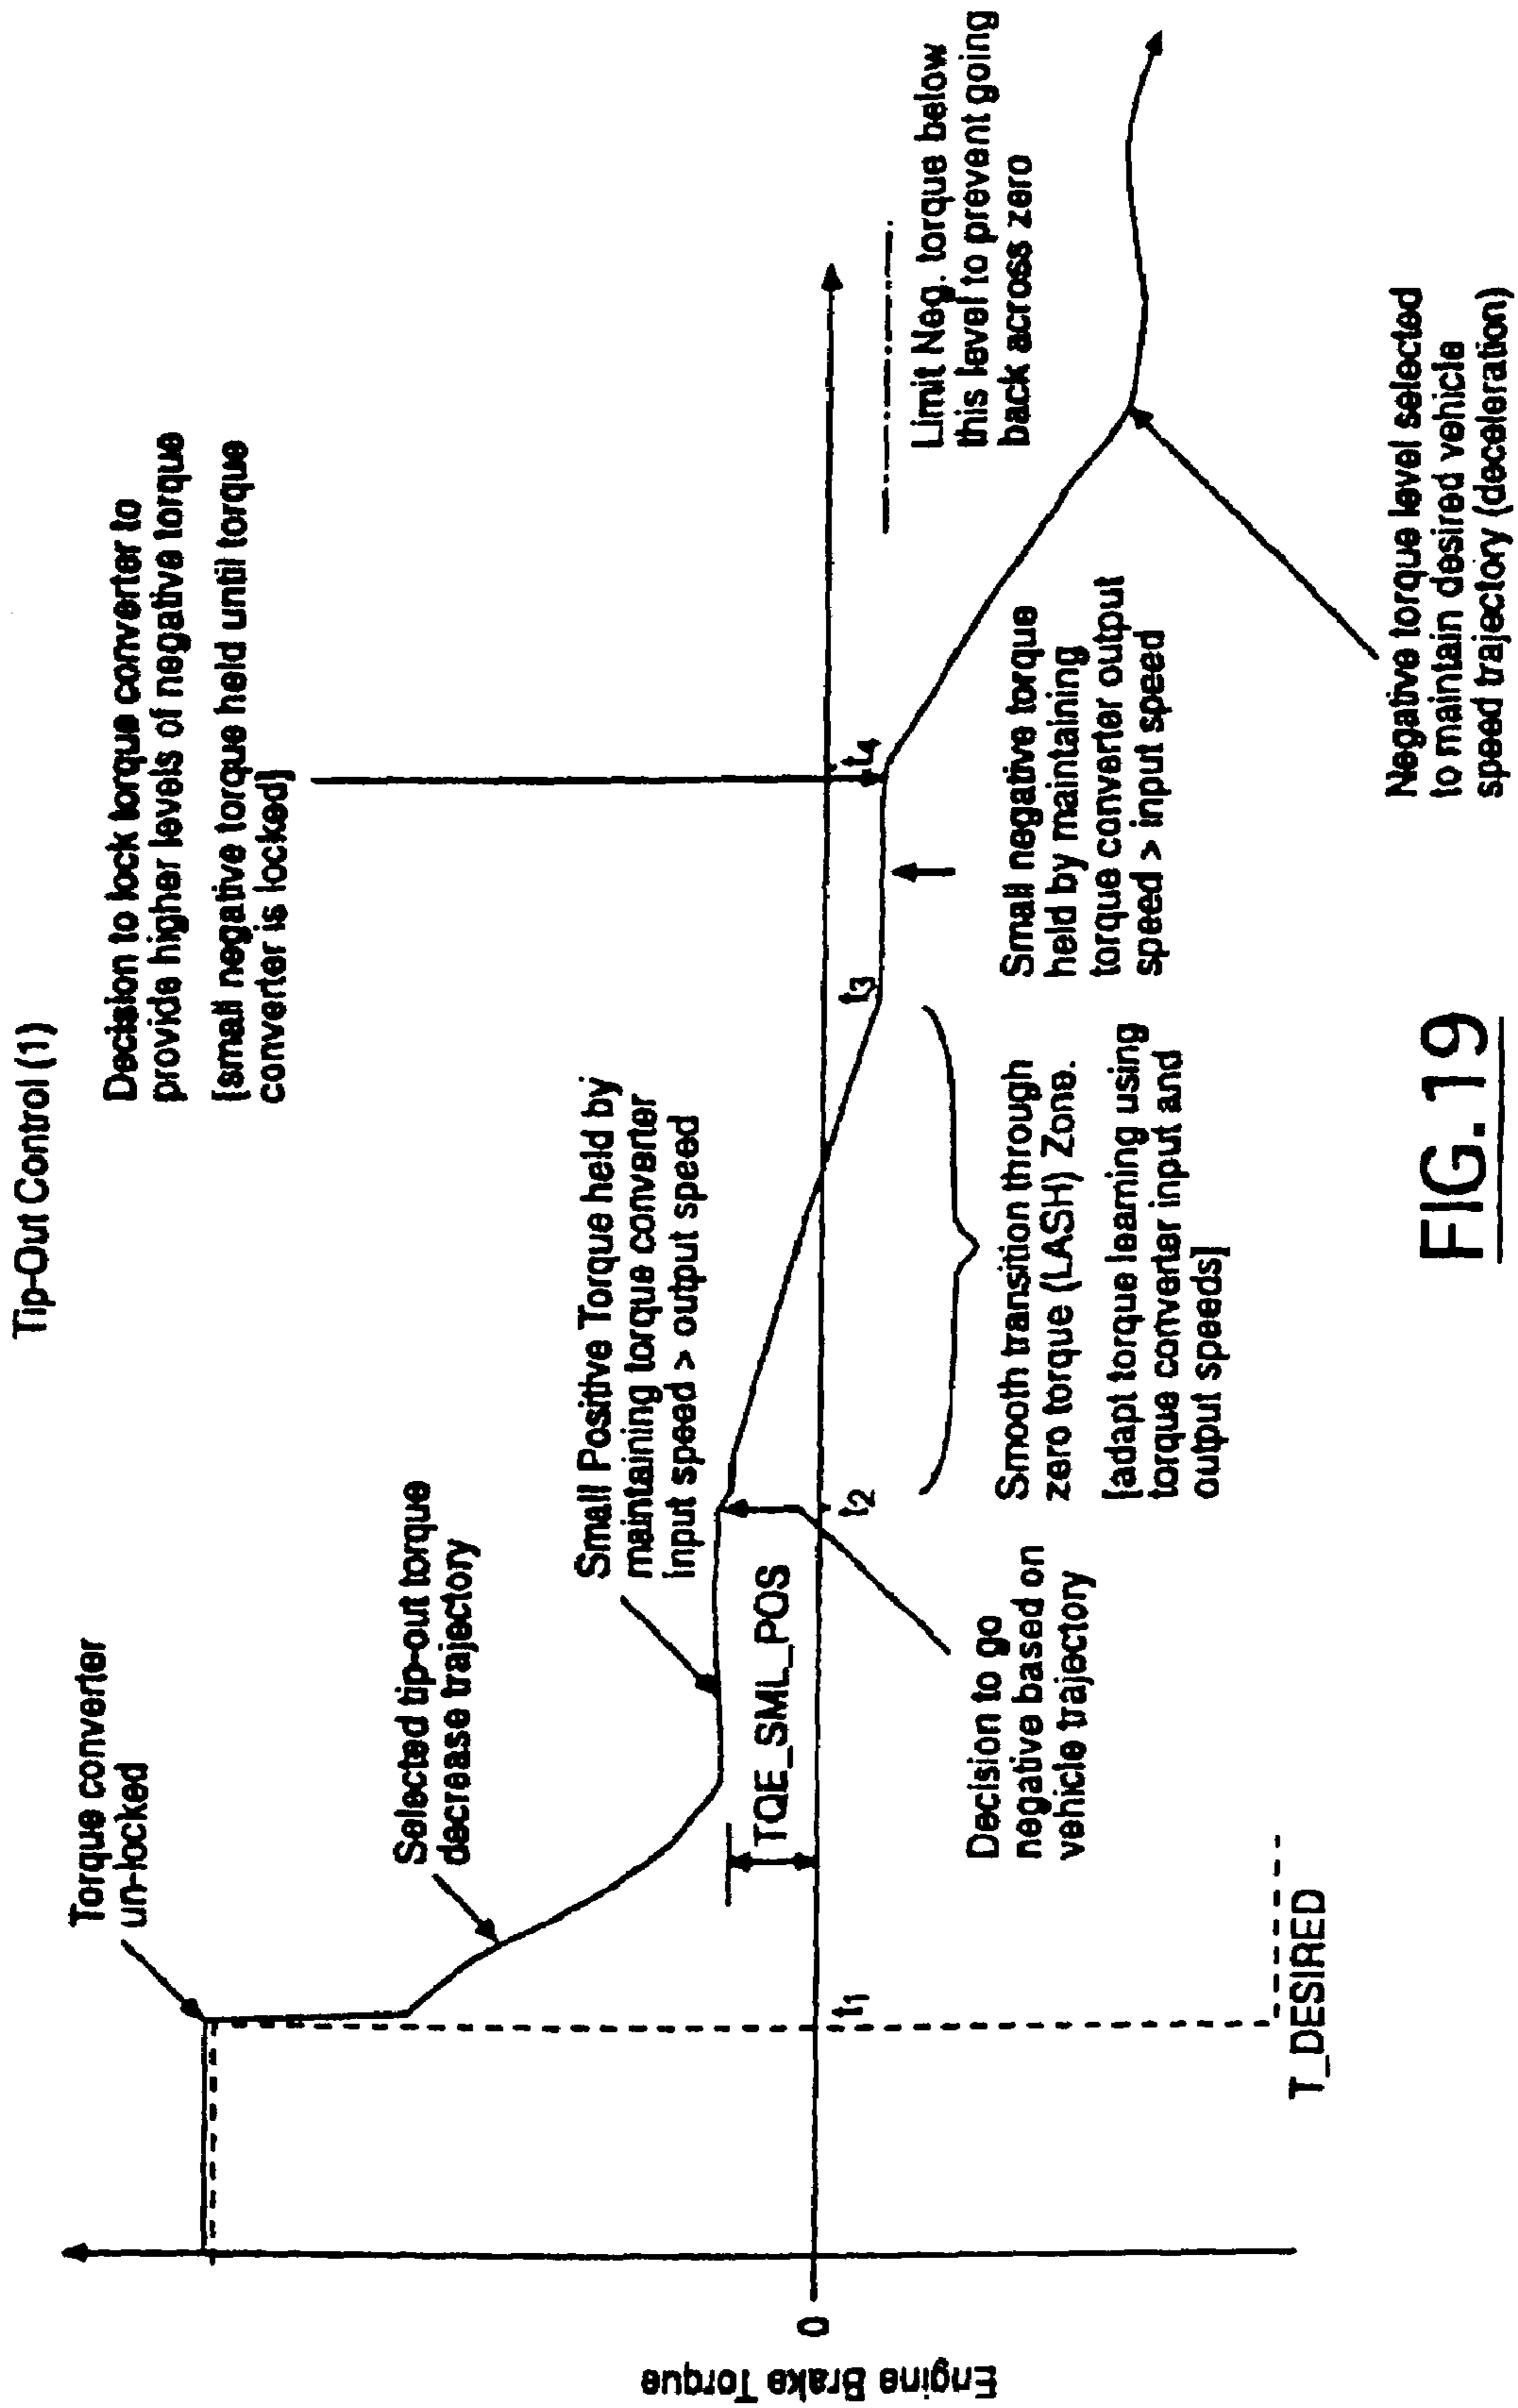 Tip-Out Control (1)
Torque converter
un-locked
Selected tip-out torque
decrease trajectory
Small Positive Torque held by
maintaining torque converter
input speed > output speed
Decision to lock torque converter to
provide higher levels of negative torque
[small negative torque held until torque
converter is locked]
Engine Brake Torque
0
t1
TQE_SML_POS
t2
t3
t4
T_DESIRED
Decision to go
negative based on
vehicle trajectory
Smooth transition through
zero torque (LASH) Zone.
[adapt torque learning using
torque converter input and
output speeds]
Small negative torque
held by maintaining
torque converter output
speed > input speed
Limit Neg. torque below
this level to prevent going
back across zero
Negative torque level selected
to maintain desired vehicle
speed trajectory (deceleration)
FIG. 19